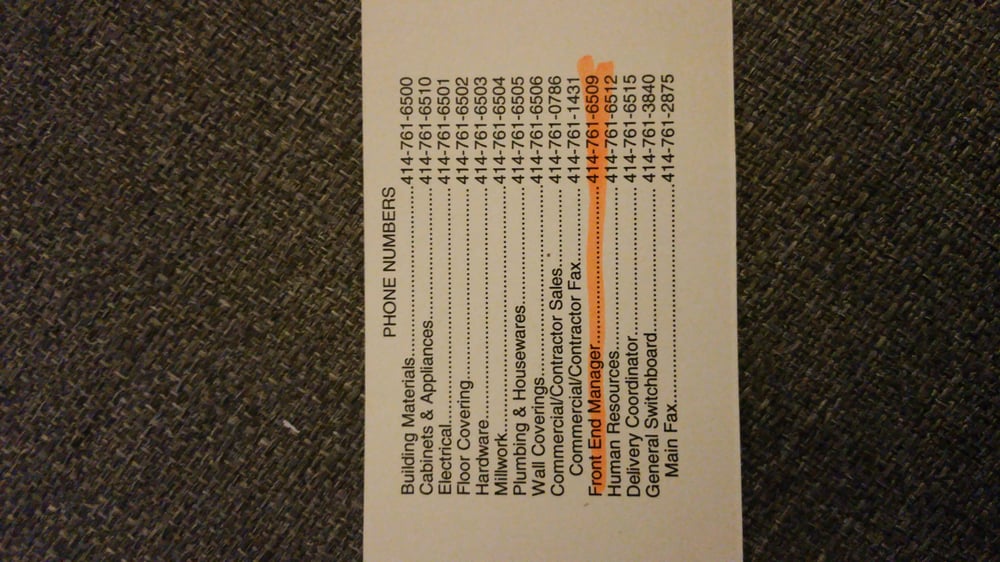 PHONE NUMBERS
Building Materials....................................414-761-6500
Cabinets & Appliances............................414-761-6510
Electrical..................................................414-761-6501
Floor Covering.........................................414-761-6502
Hardware.................................................414-761-6503
Millwork....................................................414-761-6504
Plumbing & Housewares.........................414-761-6505
Wall Coverings.........................................414-761-6506
Commercial/Contractor Sales..................414-761-0786
Commercial/Contractor Fax.....................414-761-1431
Front End Manager..................................414-761-6509
Human Resources...................................414-761-6512
Delivery Coordinator................................414-761-6515
General Switchboard...............................414-761-3840
Main Fax..................................................414-761-2875